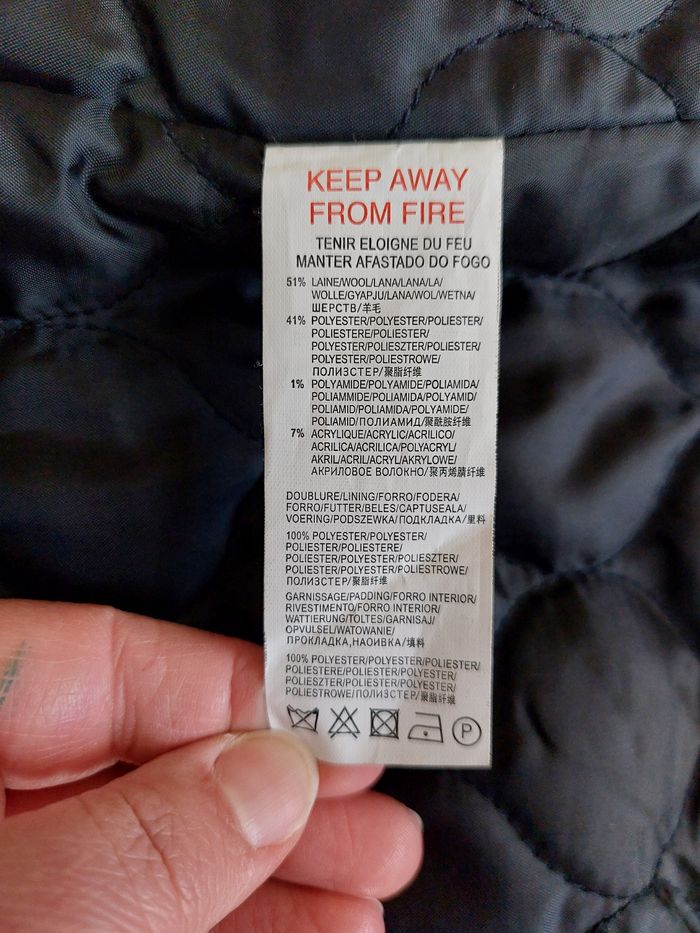 KEEP AWAY
FROM FIRE
TENIR ELOIGNE DU FEU
MANTER AFASTADO DO FOGO
51% LAINE/WOOL/LANA/LANA/LA/
WOLLE/GYAPJU/LANA/WOL/WETNA/
ШЕРСТВ/羊毛
41% POLYESTER/POLYESTER/POLIESTER/
POLIESTERE/POLIESTER/
POLYESTER/POLIESZTER/POLIESTER/
POLYESTER/POLIESTROWE/
ПОЛИЗСТЕР/聚脂纤维
1% POLYAMIDE/POLYAMIDE/POLIAMIDA/
POLIAMMIDE/POLIAMIDA/POLYAMID/
POLIAMID/POLIAMIDA/POLYAMIDE/
POLIAMID/ПОЛИАМИД/聚酰胺纤维
7% ACRYLIQUE/ACRYLIC/ACRILICO/
ACRILICA/ACRILICA/POLYACRYL/
AKRIL/ACRIL/ACRYL/AKRYLOWE/
АКРИЛОВОЕ ВОЛОКНО/聚丙烯腈纤维
DOUBLURE/LINING/FORRO/FODERA/
FORRO/FUTTER/BELES/CAPTUSEALA/
VOERING/PODSZEWKA/ПОДКЛАДКА/里料
100% POLYESTER/POLYESTER/
POLIESTER/POLIESTERE/
POLIESTER/POLYESTER/POLIESZTER/
POLIESTER/POLYESTER/POLIESTROWE/
ПОЛИЗСТЕР/聚脂纤维
GARNISSAGE/PADDING/FORRO INTERIOR/
RIVESTIMENTO/FORRO INTERIOR/
WATTIERUNG/TOLTES/GARNISAJ/
OPVULSEL/WATOWANIE/
ПРОКЛАДКА,НАОИВКА/填料
100% POLYESTER/POLYESTER/POLIESTER/
POLIESTERE/POLIESTER/POLYESTER/
POLIESZTER/POLIESTER/POLYESTER/
POLIESTROWE/ПОЛИЗСТЕР/聚脂纤维
P